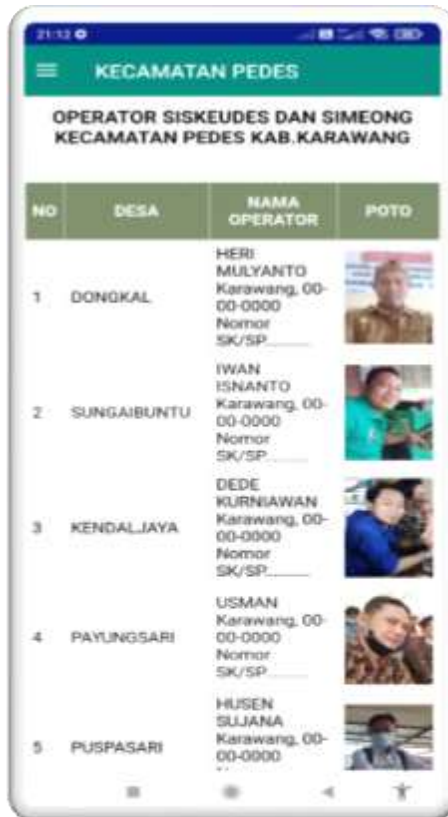 21:12
KECAMATAN PEDES
OPERATOR SISKEUDES DAN SIMEONG
KECAMATAN PEDES KAB.KARAWANG
NO DESA NAMA OPERATOR POTO
1 DONGKAL
HERI
MULYANTO
Karawang, 00-
00-0000
Nomor
SK/SP
2 SUNGAIBUNTU
IWAN
ISNANTO
Karawang, 00-
00-0000
Nomor
SK/SP
3 KENDALJAYA
DEDE
KURNIAWAN
Karawang, 00-
00-0000
Nomor
SK/SP
4 PAYUNGSARI
USMAN
Karawang, 00-
00-0000
Nomor
SK/SP
5 PUSPASARI
HUSEN
SUJANA
Karawang, 00-
00-0000